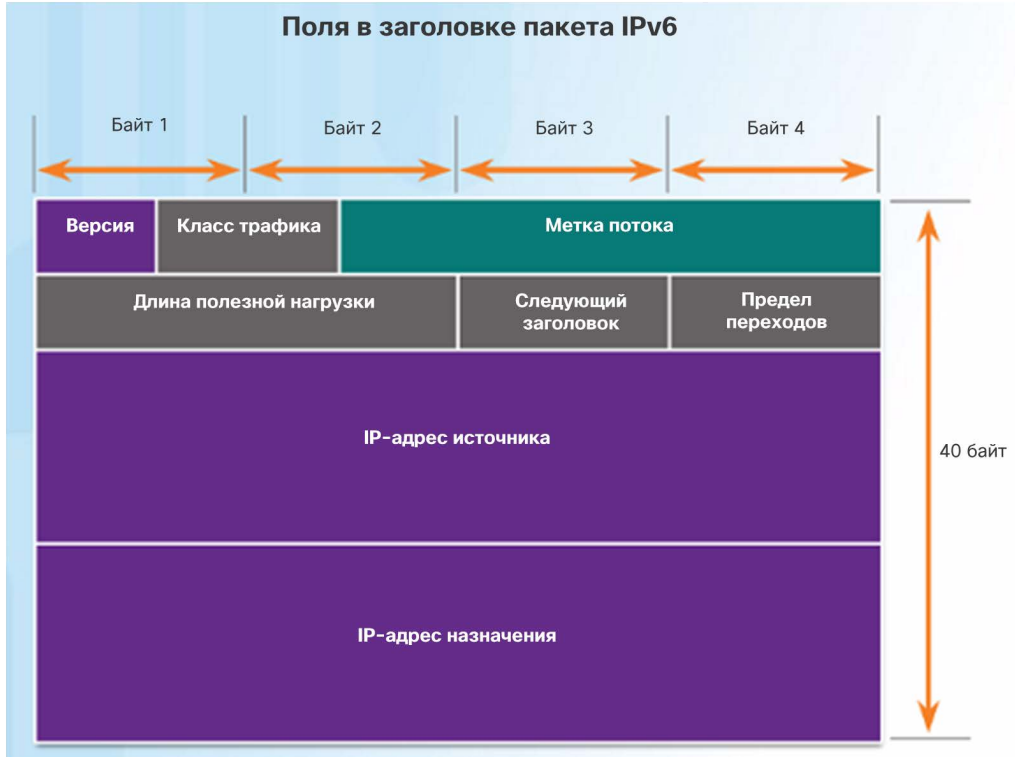 Поля в заголовке пакета IPv6
Байт 1
Байт 2
Байт 3
Байт 4
Версия
Класс трафика
Метка потока
Длина полезной нагрузки
Следующий
заголовок
Предел
переходов
IP-адрес источника
40 байт
IP-адрес назначения